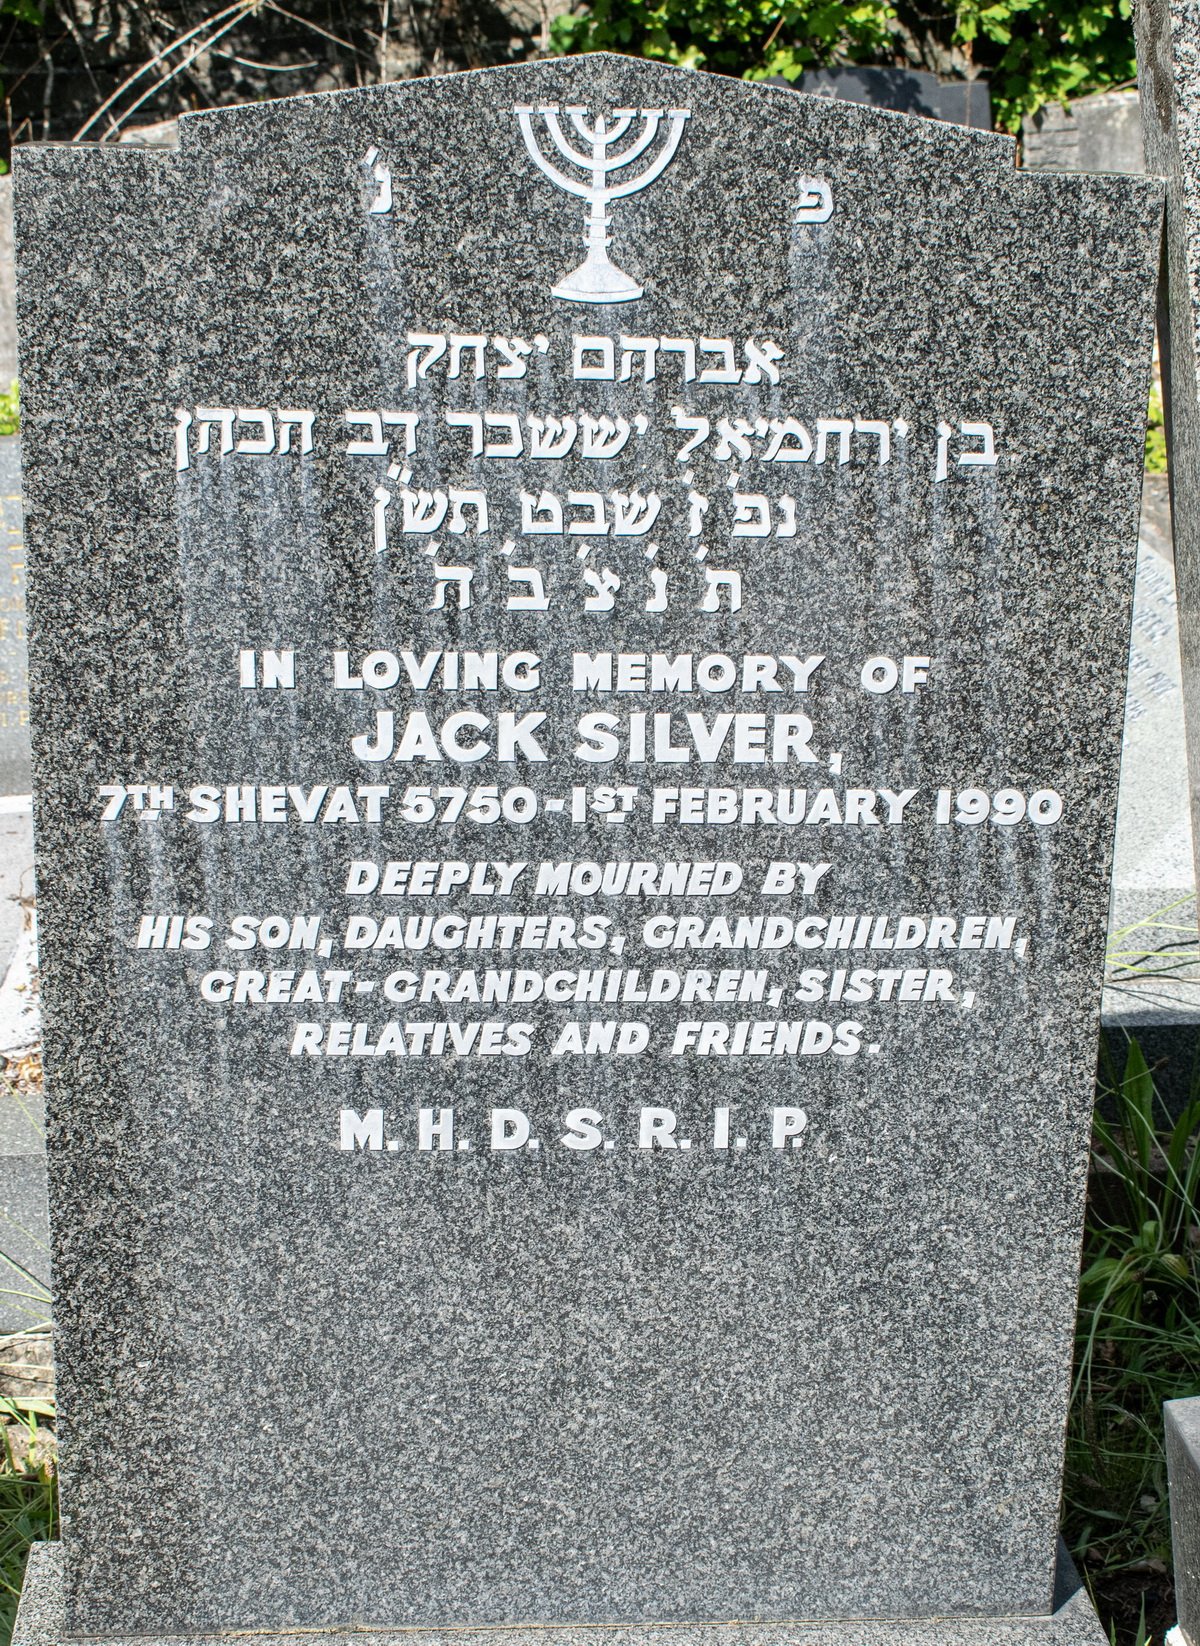 פ נ'
אברהם יצחק
בן ירחמיאל יששכר דב הכהן
נפ' ז' שבט תש"ן
ת' נ' צ' ב' ה'
IN LOVING MEMORY OF
JACK SILVER,
7TH SHEVAT 5750-1ST FEBRUARY 1990
DEEPLY MOURNED BY
HIS SON, DAUGHTERS, GRANDCHILDREN,
GREAT-GRANDCHILDREN, SISTER,
RELATIVES AND FRIENDS.
M. H. D. S. R. I. P.